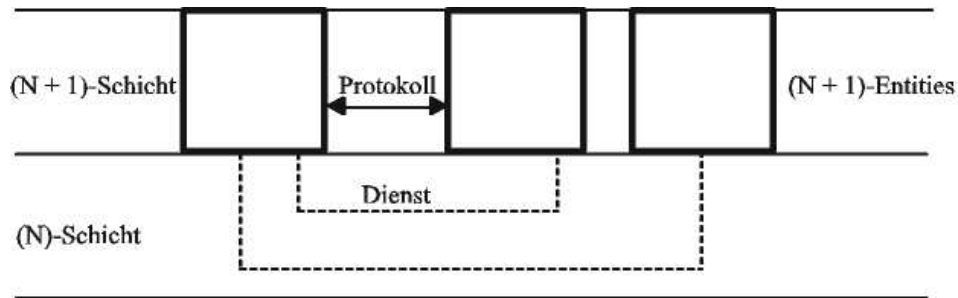 Protokoll
(N + 1)-Schicht
(N + 1)-Entities
Dienst
(N)-Schicht